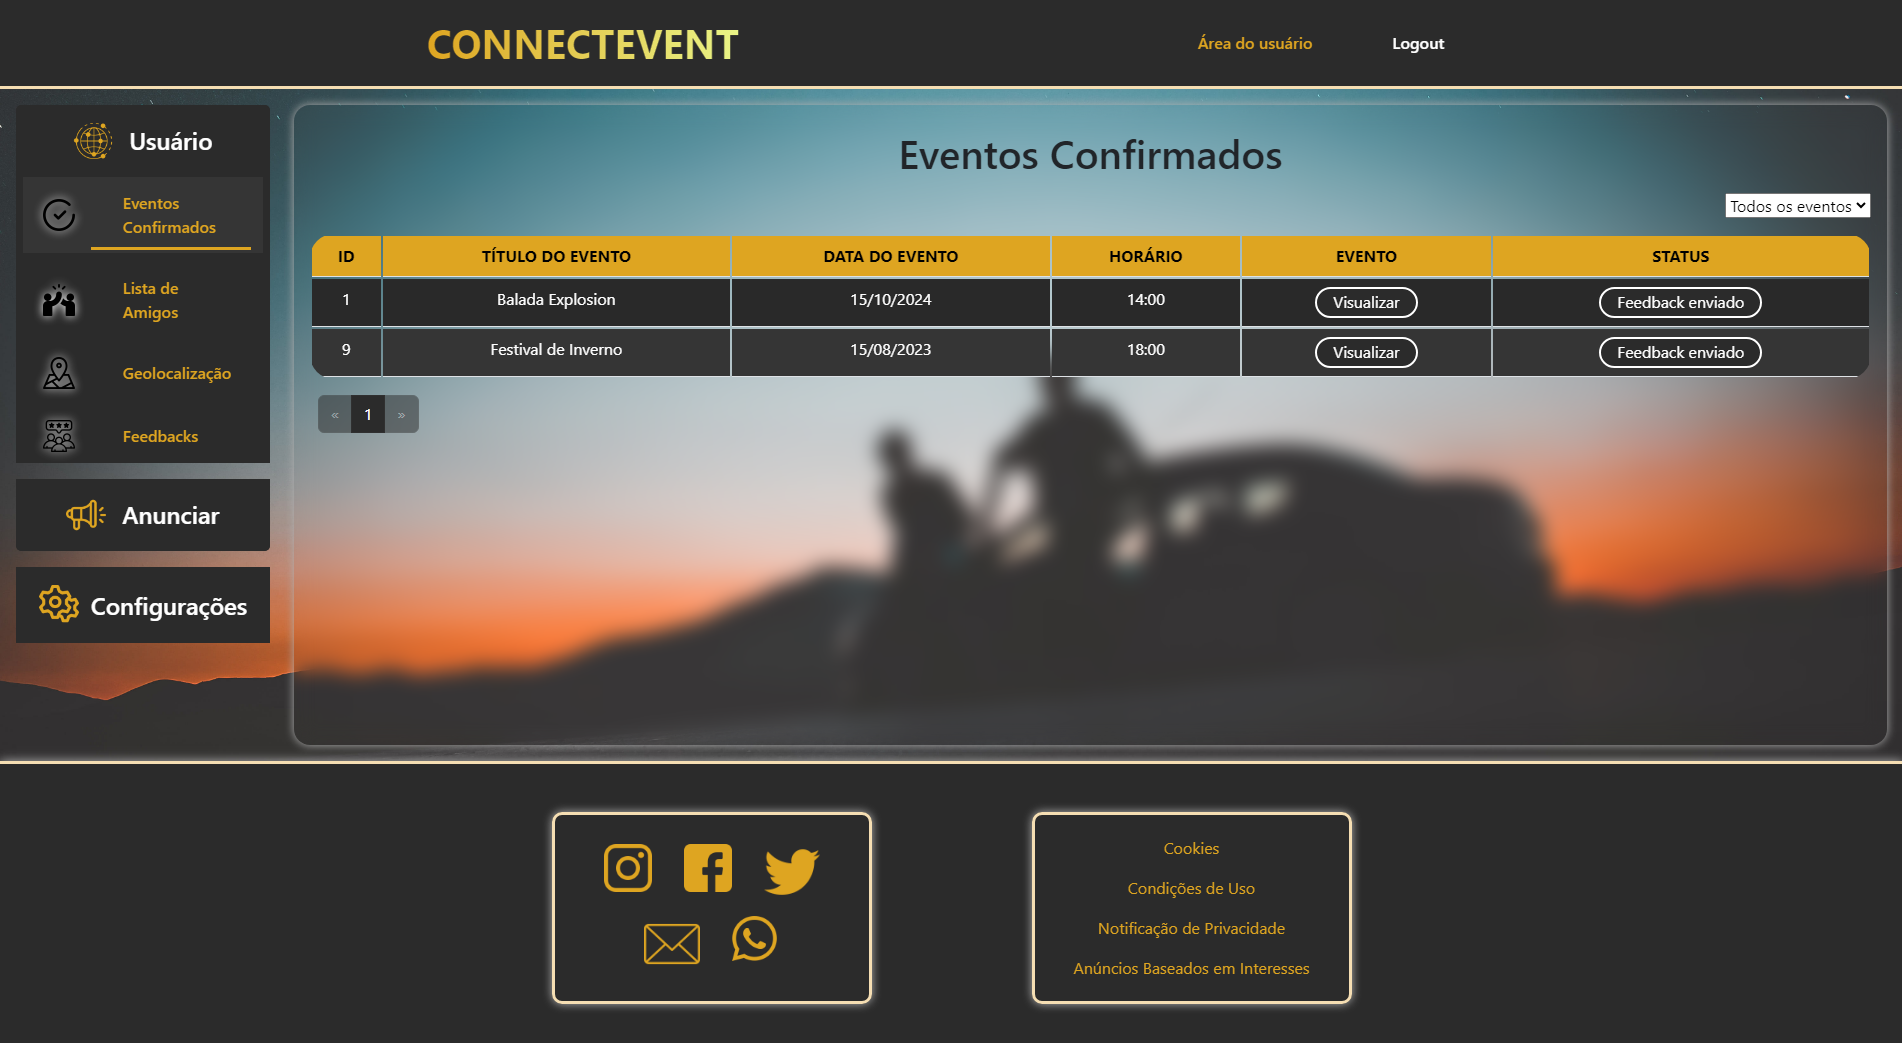 CONNECTEVENT
Área do usuário
Logout
Usuário
Eventos
Confirmados
Lista de
Amigos
Geolocalização
Feedbacks
Anunciar
Configurações
Eventos Confirmados
Todos os eventos
ID TÍTULO DO EVENTO DATA DO EVENTO HORÁRIO EVENTO STATUS
1 Balada Explosion 15/10/2024 14:00 Visualizar Feedback enviado
9 Festival de Inverno 15/08/2023 18:00 Visualizar Feedback enviado
« 1 »
Cookies
Condições de Uso
Notificação de Privacidade
Anúncios Baseados em Interesses